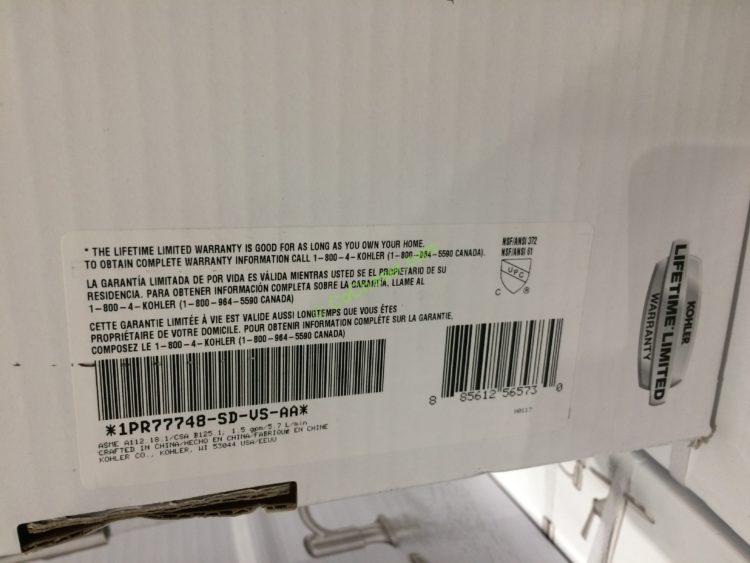 * THE LIFETIME LIMITED WARRANTY IS GOOD FOR AS LONG AS YOU OWN YOUR HOME.
TO OBTAIN COMPLETE WARRANTY INFORMATION CALL 1-800-4-KOHLER (1-800-964-5590 CANADA).
LA GARANTÍA LIMITADA DE POR VIDA ES VÁLIDA MIENTRAS USTED SE EL PROPIETARIO DE SU
RESIDENCIA. PARA OBTENER INFORMACIÓN COMPLETA SOBRE LA GARANTÍA, LLAME AL
1-800-4-KOHLER (1-800-964-5590 CANADA)
CETTE GARANTIE LIMITÉE À VIE EST VALIDE AUSSI LONGTEMPS QUE VOUS ÊTES
PROPRIÉTAIRE DE VOTRE DOMICILE. POUR OBTENIR INFORMATION COMPLÈTE SUR LA GARANTIE,
COMPOSEZ LE 1-800-4-KOHLER (1-800-964-5590 CANADA)
*1PR77748-SD-VS-AA*
ASME A112.18.1/CSA B125.1, 1.5 gpm/5.7 L/min
CRAFTED IN CHINA/HECHO EN CHINA/FABRIQUÉ EN CHINE
KOHLER CO., KOHLER, WI 53044 USA/EEUU
NSF/ANSI 372
NSF/ANSI 61
UPC
C ®
8 85612 56573 0
H0117
KOHLER
LIFETIME LIMITED
WARRANTY